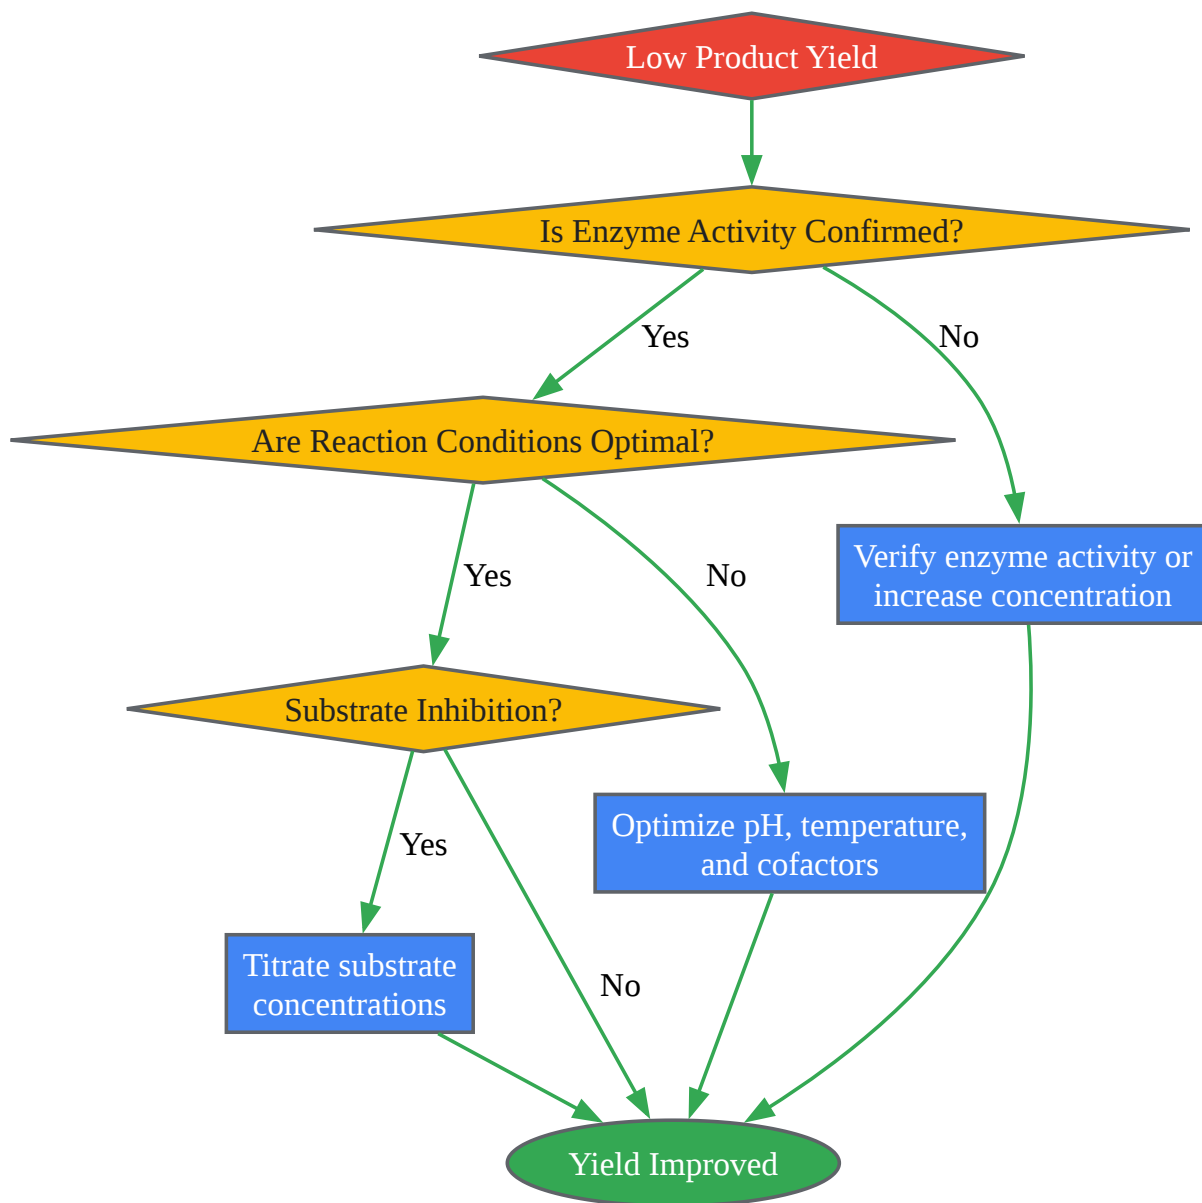 Low Product Yield
Is Enzyme Activity Confirmed?
Yes
No
Are Reaction Conditions Optimal?
Verify enzyme activity or
increase concentration
Yes
No
Substrate Inhibition?
Optimize pH, temperature,
and cofactors
Yes
Titrate substrate
concentrations
No
Yield Improved